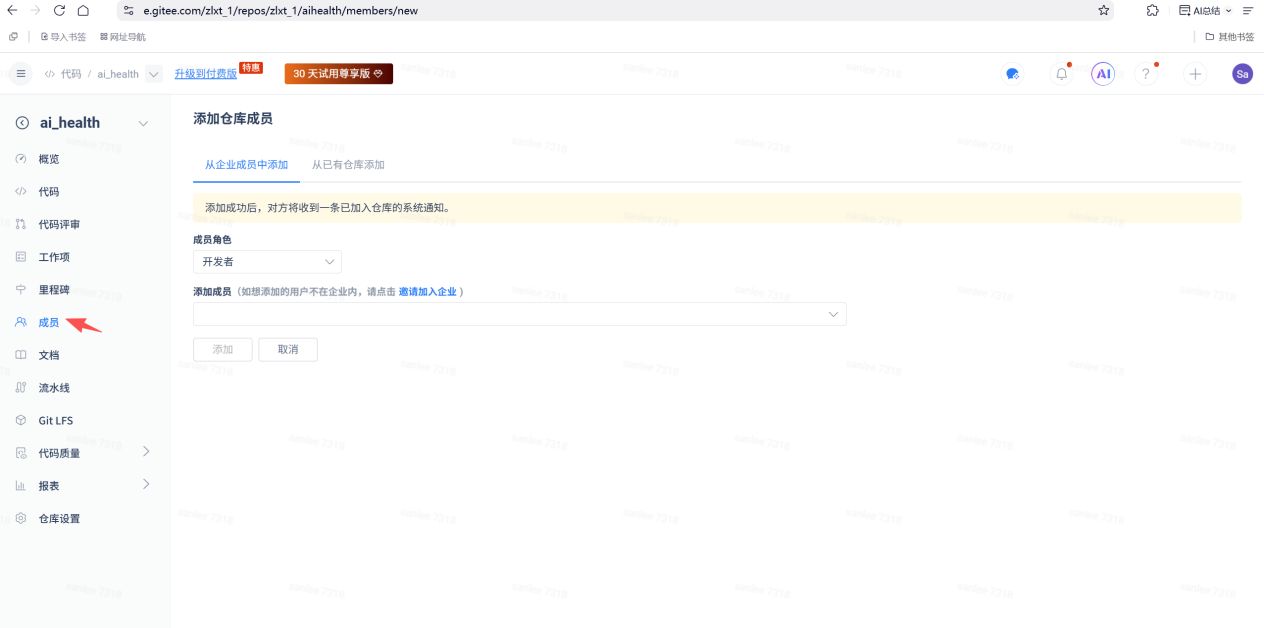 e.gitee.com/zlxt_1/repos/zlxt_1/aihealth/members/new
AI总结
导入书签 网址导航 其他书签
代码 / ai_health 升级到付费版 特惠 30 天试用尊享版 AI ? Sa
ai_health
概览
代码
代码评审
工作项
里程碑
成员
文档
流水线
Git LFS
代码质量
报表
仓库设置
添加仓库成员
从企业成员中添加 从已有仓库添加
添加成功后，对方将收到一条已加入仓库的系统通知。
成员角色
开发者
添加成员（如想添加的用户不在企业内，请点击 邀请加入企业 ）
添加 取消